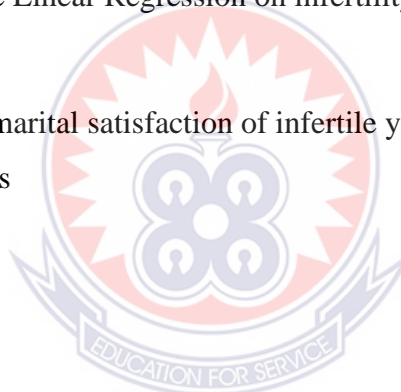 Linear Regression on infertility
marital satisfaction of infertile y
s
EDUCATION FOR SERVICE